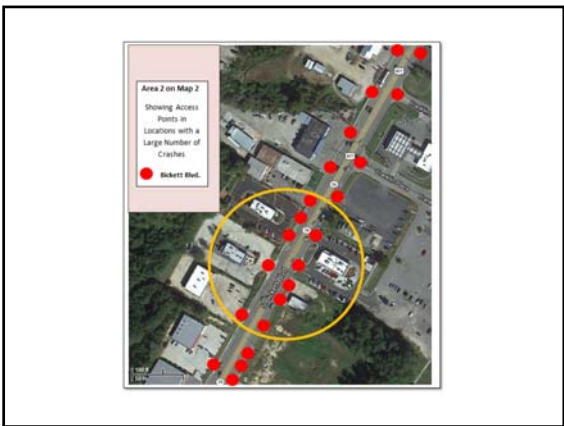 Area 2 on Map 2
Showing Access
Points in
Locations with a
Large Number of
Crashes
Bickett Blvd.